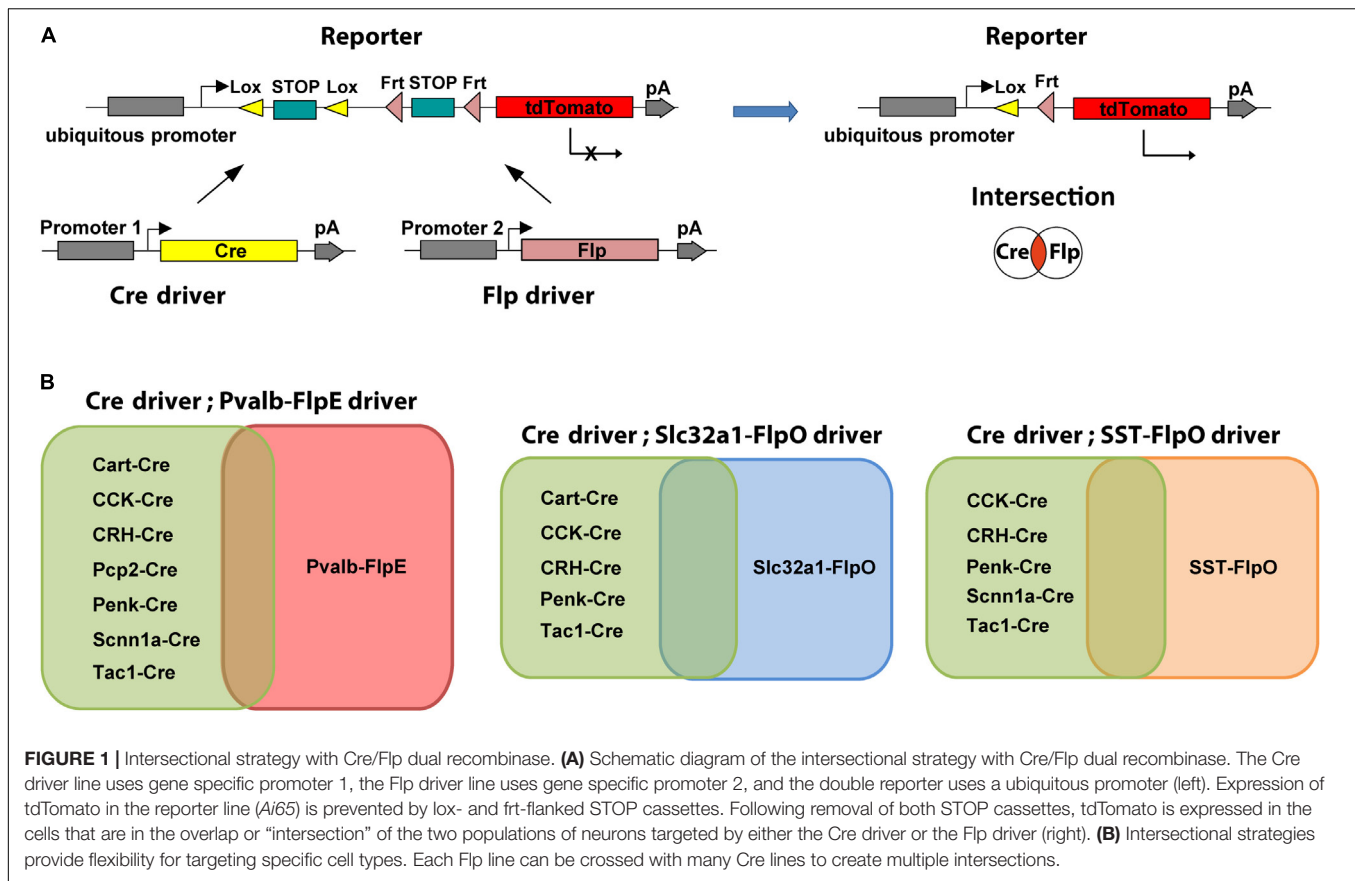 A
Reporter
Lox STOP Lox Frt STOP Frt
tdTomato
pA
ubiquitous promoter
X
Promoter 1
Cre
pA
Cre driver
Promoter 2
Flp
pA
Flp driver
Reporter
Lox Frt
tdTomato
pA
ubiquitous promoter
Intersection
Cre Flp
B
Cre driver ; Pvalb-FlpE driver
Cart-Cre
CCK-Cre
CRH-Cre
Pcp2-Cre
Penk-Cre
Scnn1a-Cre
Tac1-Cre
Pvalb-FlpE
Cre driver ; Slc32a1-FlpO driver
Cart-Cre
CCK-Cre
CRH-Cre
Penk-Cre
Tac1-Cre
Slc32a1-FlpO
Cre driver ; SST-FlpO driver
CCK-Cre
CRH-Cre
Penk-Cre
Scnn1a-Cre
Tac1-Cre
SST-FlpO
FIGURE 1 | Intersectional strategy with Cre/Flp dual recombinase. (A) Schematic diagram of the intersectional strategy with Cre/Flp dual recombinase. The Cre
driver line uses gene specific promoter 1, the Flp driver line uses gene specific promoter 2, and the double reporter uses a ubiquitous promoter (left). Expression of
tdTomato in the reporter line (Ai65) is prevented by lox- and frt-flanked STOP cassettes. Following removal of both STOP cassettes, tdTomato is expressed in the
cells that are in the overlap or “intersection” of the two populations of neurons targeted by either the Cre driver or the Flp driver (right). (B) Intersectional strategies
provide flexibility for targeting specific cell types. Each Flp line can be crossed with many Cre lines to create multiple intersections.